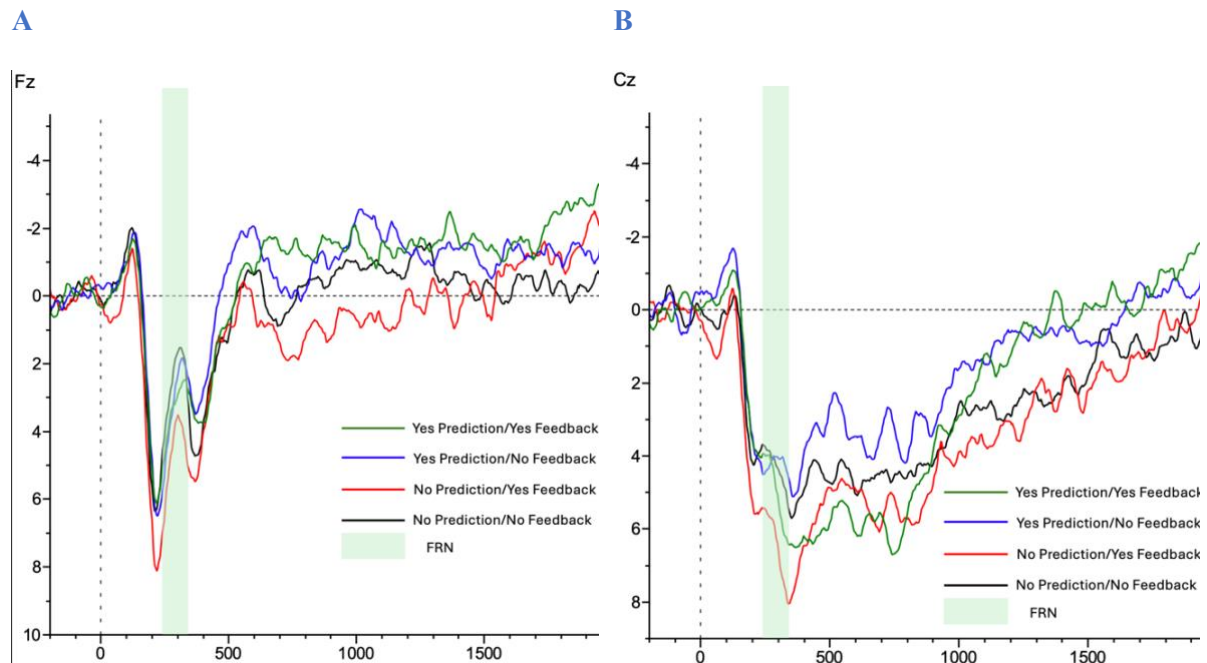 A
B
Fz
-4
-2
0
2
4
6
8
10
0
500
1000
1500
Yes Prediction/Yes Feedback
Yes Prediction/No Feedback
No Prediction/Yes Feedback
No Prediction/No Feedback
FRN
Cz
-4
-2
0
2
4
6
8
0
500
1000
1500
Yes Prediction/Yes Feedback
Yes Prediction/No Feedback
No Prediction/Yes Feedback
No Prediction/No Feedback
FRN